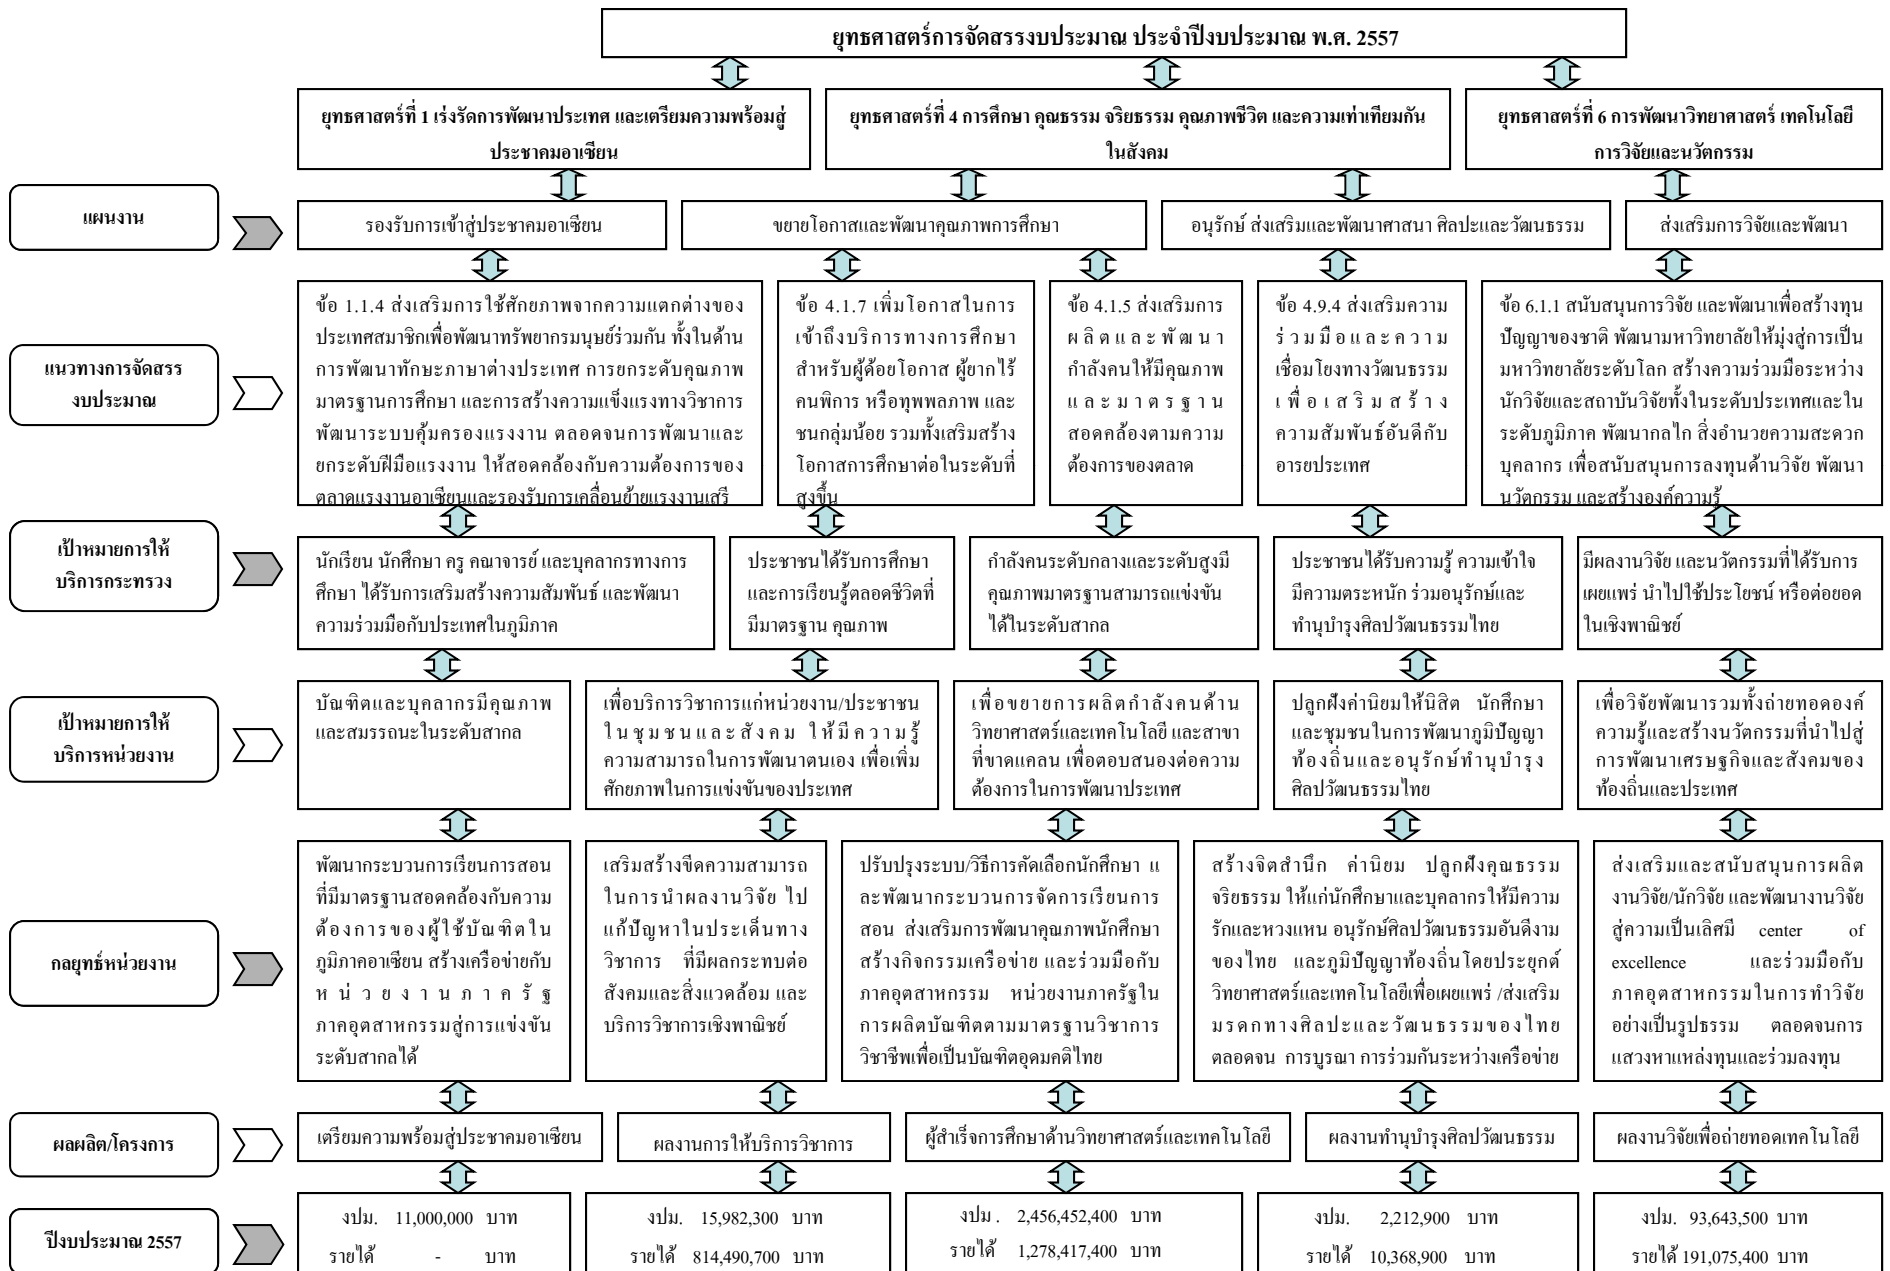 ยุทธศาสตร์การจัดสรรงบประมาณ ประจำปีงบประมาณ พ.ศ. 2557
ยุทธศาสตร์ที่ 1 เร่งรัดการพัฒนาประเทศ และเตรียมความพร้อมสู่
ประชาคมอาเซียน
ยุทธศาสตร์ที่ 4 การศึกษา คุณธรรม จริยธรรม คุณภาพชีวิต และความเท่าเทียมกัน
ในสังคม
ยุทธศาสตร์ที่ 6 การพัฒนาวิทยาศาสตร์ เทคโนโลยี
การวิจัยและนวัตกรรม
แผนงาน
รองรับการเข้าสู่ประชาคมอาเซียน
ขยายโอกาสและพัฒนาคุณภาพการศึกษา
อนุรักษ์ ส่งเสริมและพัฒนาศาสนา ศิลปะและวัฒนธรรม
ส่งเสริมการวิจัยและพัฒนา
แนวทางการจัดสรร
งบประมาณ
ข้อ 1.1.4 ส่งเสริมการใช้ศักยภาพจากความแตกต่างของ
ประเทศสมาชิกเพื่อพัฒนาทรัพยากรมนุษย์ร่วมกัน ทั้งในด้าน
การพัฒนาทักษะภาษาต่างประเทศ การยกระดับคุณภาพ
มาตรฐานการศึกษา และการสร้างความแข็งแรงทางวิชาการ
พัฒนาระบบคุ้มครองแรงงาน ตลอดจนการพัฒนาและ
ยกระดับฝีมือแรงงาน ให้สอดคล้องกับความต้องการของ
ตลาดแรงงานอาเซียนและรองรับการเคลื่อนย้ายแรงงานเสรี
ข้อ 4.1.7 เพิ่มโอกาสในการ
เข้าถึงบริการทางการศึกษา
สำหรับผู้ด้อยโอกาส ผู้ยากไร้
คนพิการ หรือทุพพลภาพ และ
ชนกลุ่มน้อย รวมทั้งเสริมสร้าง
โอกาสการศึกษาต่อในระดับที่
สูงขึ้น
ข้อ 4.1.5 ส่งเสริมการ
ผลิตและพัฒนา
กำลังคนให้มีคุณภาพ
และมาตรฐาน
สอดคล้องตามความ
ต้องการของตลาด
ข้อ 4.9.4 ส่งเสริมความ
ร่วมมือและความ
เชื่อมโยงทางวัฒนธรรม
เพื่อเสริมสร้าง
ความสัมพันธ์อันดีกับ
อารยประเทศ
ข้อ 6.1.1 สนับสนุนการวิจัย และพัฒนาเพื่อสร้างทุน
ปัญญาของชาติ พัฒนามหาวิทยาลัยให้มุ่งสู่การเป็น
มหาวิทยาลัยระดับโลก สร้างความร่วมมือระหว่าง
นักวิจัยและสถาบันวิจัยทั้งในระดับประเทศและใน
ระดับภูมิภาค พัฒนากลไก สิ่งอำนวยความสะดวก
บุคลากร เพื่อสนับสนุนการลงทุนด้านวิจัย พัฒนา
นวัตกรรม และสร้างองค์ความรู้
เป้าหมายการให้
บริการกระทรวง
นักเรียน นักศึกษา ครู คณาจารย์ และบุคลากรทางการ
ศึกษา ได้รับการเสริมสร้างความสัมพันธ์ และพัฒนา
ความร่วมมือกับประเทศในภูมิภาค
ประชาชนได้รับการศึกษา
และการเรียนรู้ตลอดชีวิตที่
มีมาตรฐาน คุณภาพ
กำลังคนระดับกลางและระดับสูงมี
คุณภาพมาตรฐานสามารถแข่งขัน
ได้ในระดับสากล
ประชาชนได้รับความรู้ ความเข้าใจ
มีความตระหนัก ร่วมอนุรักษ์และ
ทำนุบำรุงศิลปวัฒนธรรมไทย
มีผลงานวิจัย และนวัตกรรมที่ได้รับการ
เผยแพร่ นำไปใช้ประโยชน์ หรือต่อยอด
ในเชิงพาณิชย์
เป้าหมายการให้
บริการหน่วยงาน
บัณฑิตและบุคลากรมีคุณภาพ
และสมรรถนะในระดับสากล
เพื่อบริการวิชาการแก่หน่วยงาน/ประชาชน
ในชุมชนและสังคม ให้มีความรู้
ความสามารถในการพัฒนาตนเอง เพื่อเพิ่ม
ศักยภาพในการแข่งขันของประเทศ
เพื่อขยายการผลิตกำลังคนด้าน
วิทยาศาสตร์และเทคโนโลยี และสาขา
ที่ขาดแคลน เพื่อตอบสนองต่อความ
ต้องการในการพัฒนาประเทศ
ปลูกฝังค่านิยมให้นิสิต นักศึกษา
และชุมชนในการพัฒนาภูมิปัญญา
ท้องถิ่นและอนุรักษ์ทำนุบำรุง
ศิลปวัฒนธรรมไทย
เพื่อวิจัยพัฒนารวมทั้งถ่ายทอดองค์
ความรู้และสร้างนวัตกรรมที่นำไปสู่
การพัฒนาเศรษฐกิจและสังคมของ
ท้องถิ่นและประเทศ
กลยุทธ์หน่วยงาน
พัฒนากระบวนการเรียนการสอน
ที่มีมาตรฐานสอดคล้องกับความ
ต้องการของผู้ใช้บัณฑิตใน
ภูมิภาคอาเซียน สร้างเครือข่ายกับ
หน่วยงานภาครัฐ
ภาคอุตสาหกรรมสู่การแข่งขัน
ระดับสากลได้
เสริมสร้างขีดความสามารถ
ในการนำผลงานวิจัย ไป
แก้ปัญหาในประเด็นทาง
วิชาการ ที่มีผลกระทบต่อ
สังคมและสิ่งแวดล้อม และ
บริการวิชาการเชิงพาณิชย์
ปรับปรุงระบบ/วิธีการคัดเลือกนักศึกษา แ
ละพัฒนากระบวนการจัดการเรียนการ
สอน ส่งเสริมการพัฒนาคุณภาพนักศึกษา
สร้างกิจกรรมเครือข่าย และร่วมมือกับ
ภาคอุตสาหกรรม หน่วยงานภาครัฐใน
การผลิตบัณฑิตตามมาตรฐานวิชาการ
วิชาชีพเพื่อเป็นบัณฑิตอุดมคติไทย
สร้างจิตสำนึก ค่านิยม ปลูกฝังคุณธรรม
จริยธรรม ให้แก่นักศึกษาและบุคลากรให้มีความ
รักและหวงแหน อนุรักษ์ศิลปวัฒนธรรมอันดีงาม
ของไทย และภูมิปัญญาท้องถิ่นโดยประยุกต์
วิทยาศาสตร์และเทคโนโลยีเพื่อเผยแพร่ /ส่งเสริม
มรดกทางศิลปะและวัฒนธรรมของไทย
ตลอดจน การบูรณา การร่วมกันระหว่างเครือข่าย
ส่งเสริมและสนับสนุนการผลิต
งานวิจัย/นักวิจัย และพัฒนางานวิจัย
สู่ความเป็นเลิศมี center of
excellence และร่วมมือกับ
ภาคอุตสาหกรรมในการทำวิจัย
อย่างเป็นรูปธรรม ตลอดจนการ
แสวงหาแหล่งทุนและร่วมลงทุน
ผลผลิต/โครงการ
เตรียมความพร้อมสู่ประชาคมอาเซียน
ผลงานการให้บริการวิชาการ
ผู้สำเร็จการศึกษาด้านวิทยาศาสตร์และเทคโนโลยี
ผลงานทำนุบำรุงศิลปวัฒนธรรม
ผลงานวิจัยเพื่อถ่ายทอดเทคโนโลยี
ปีงบประมาณ 2557
งปม. 11,000,000 บาท
รายได้ - บาท
งปม. 15,982,300 บาท
รายได้ 814,490,700 บาท
งปม . 2,456,452,400 บาท
รายได้ 1,278,417,400 บาท
งปม. 2,212,900 บาท
รายได้ 10,368,900 บาท
งปม. 93,643,500 บาท
รายได้ 191,075,400 บาท